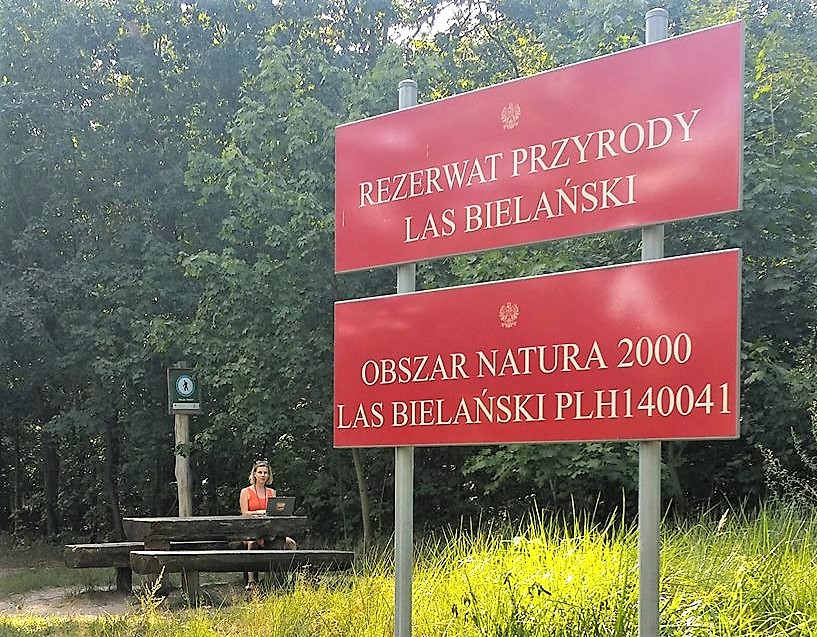 REZERWAT PRZYRODY
LAS BIELAŃSKI
OBSZAR NATURA 2000
LAS BIELAŃSKI PLH140041